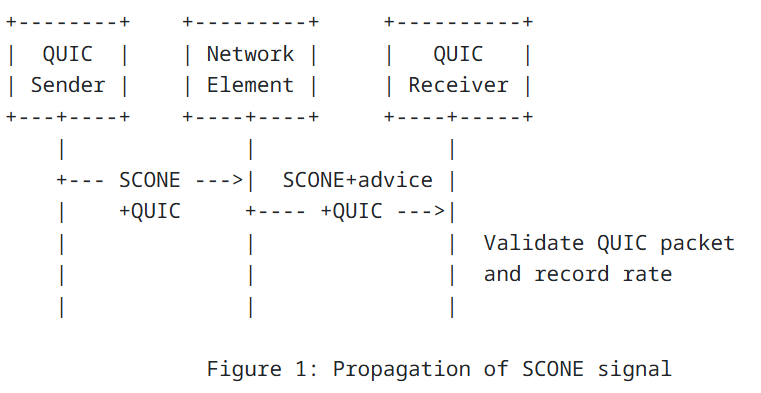 QUIC Network QUIC
Sender Element Receiver
SCONE SCONE+advice
+QUIC +QUIC
Validate QUIC packet
and record rate
Figure 1: Propagation of SCONE signal